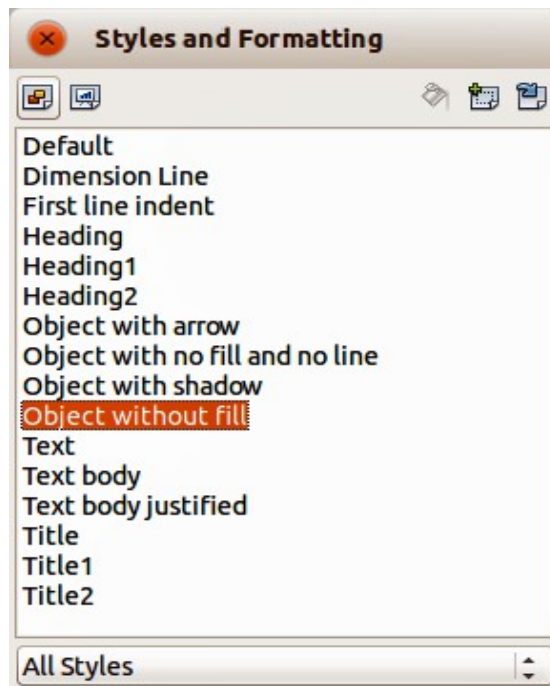 Styles and Formatting
Default
Dimension Line
First line indent
Heading
Heading1
Heading2
Object with arrow
Object with no fill and no line
Object with shadow
Object without fill
Text
Text body
Text body justified
Title
Title1
Title2
All Styles